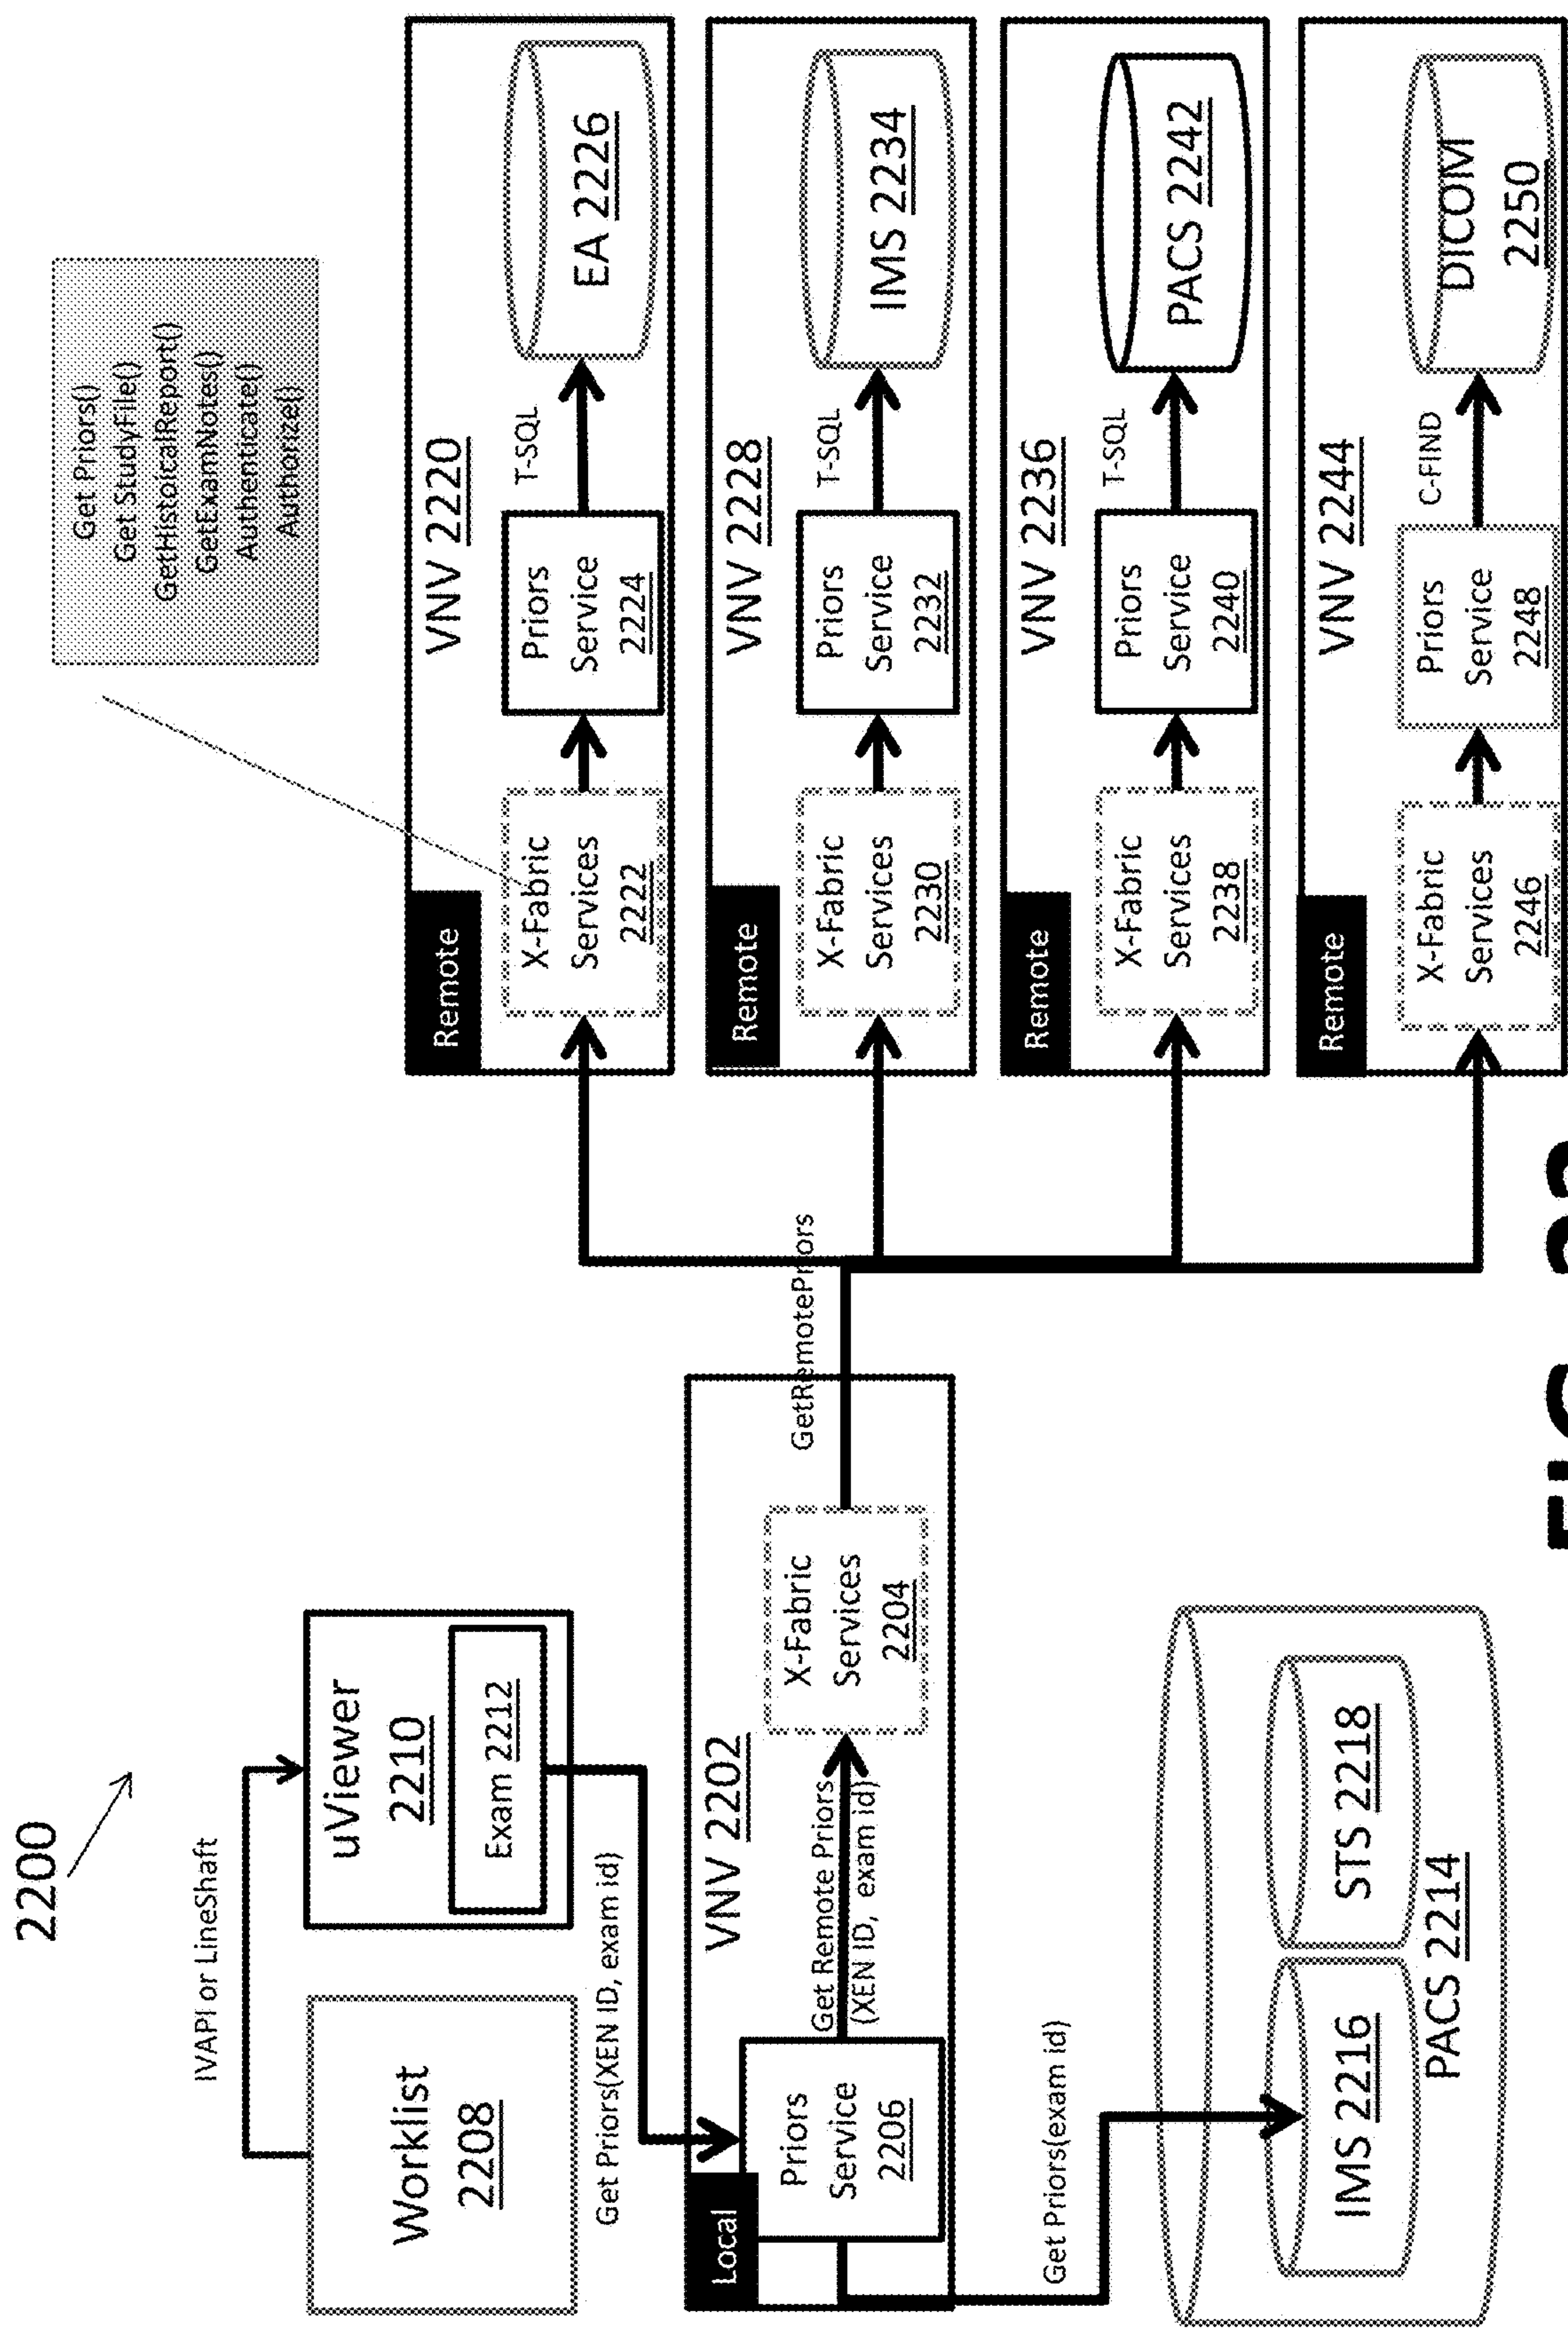 2200
IVAPI or LineShaft
Worklist
2208
uViewer
2210
Exam 2212
Get Priors(XEN ID, exam id)
Local
VNV 2202
Priors
Service
2206
Get Remote Priors
(XEN ID, exam id)
X-Fabric
Services
2204
GetRemotePriors
Get Priors(exam id)
IMS 2216
STS 2218
PACS 2214
Get Priors()
Get StudyFile()
GetHistoicalReport()
GetExamNotes()
Authenticate()
Authorize()
Remote
VNV 2220
X-Fabric
Services
2222
Priors
Service
2224
T-SQL
EA 2226
Remote
VNV 2228
X-Fabric
Services
2230
Priors
Service
2232
T-SQL
IMS 2234
Remote
VNV 2236
X-Fabric
Services
2238
Priors
Service
2240
T-SQL
PACS 2242
Remote
VNV 2244
X-Fabric
Services
2246
Priors
Service
2248
C-FIND
DICOM
2250